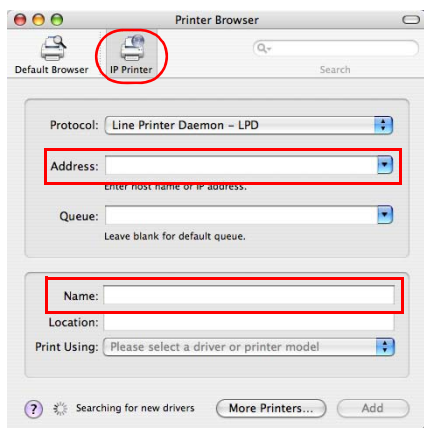 Printer Browser
Default Browser
IP Printer
Search
Protocol: Line Printer Daemon – LPD
Address:
Enter host name or IP address.
Queue:
Leave blank for default queue.
Name:
Location:
Print Using: Please select a driver or printer model
? Searching for new drivers More Printers... Add